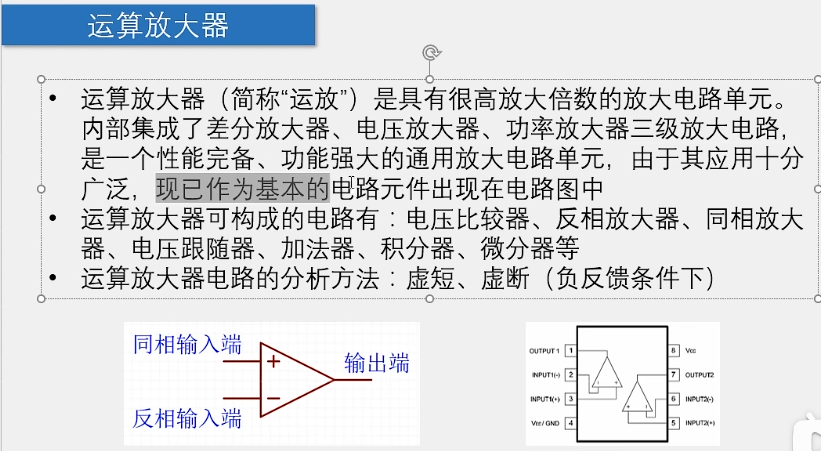 运算放大器
• 运算放大器（简称“运放”）是具有很高放大倍数的放大电路单元。
内部集成了差分放大器、电压放大器、功率放大器三级放大电路，
是一个性能完备、功能强大的通用放大电路单元，由于其应用十分
广泛，现已作为基本的电路元件出现在电路图中
• 运算放大器可构成的电路有：电压比较器、反相放大器、同相放大
器、电压跟随器、加法器、积分器、微分器等
• 运算放大器电路的分析方法：虚短、虚断（负反馈条件下）
同相输入端
+
输出端
-
反相输入端
OUTPUT 1 1 8 Vcc
INPUT1(-) 2 7 OUTPUT2
INPUT1(+) 3 6 INPUT2(-)
VEE/ GND 4 5 INPUT2(+)